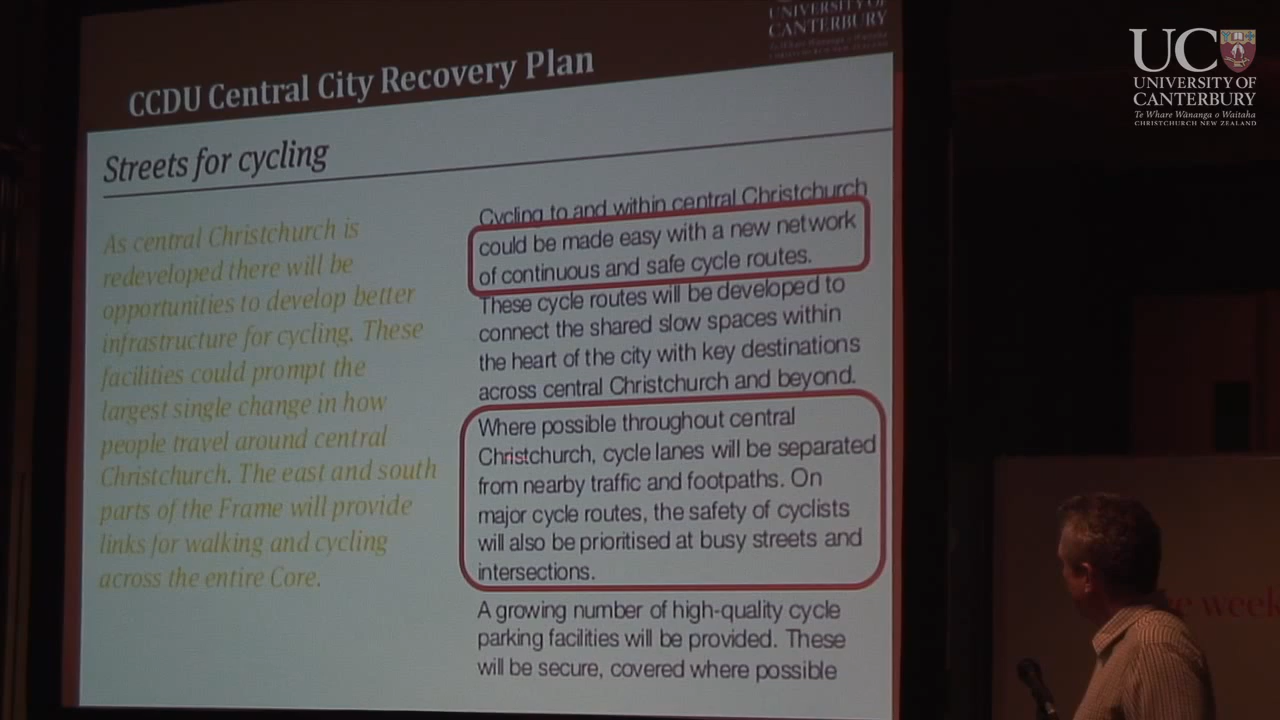 UNIVERSITY OF
CANTERBURY
Te Whare Wānanga o Waitaha
CCDU Central City Recovery Plan
Streets for cycling
As central Christchurch is
redeveloped there will be
opportunities to develop better
infrastructure for cycling. These
facilities could prompt the
largest single change in how
people travel around central
Christchurch. The east and south
parts of the Frame will provide
links for walking and cycling
across the entire Core.
Cycling to and within central Christchurch
could be made easy with a new network
of continuous and safe cycle routes.
These cycle routes will be developed to
connect the shared slow spaces within
the heart of the city with key destinations
across central Christchurch and beyond.
Where possible throughout central
Christchurch, cycle lanes will be separated
from nearby traffic and footpaths. On
major cycle routes, the safety of cyclists
will also be prioritised at busy streets and
intersections.
A growing number of high-quality cycle
parking facilities will be provided. These
will be secure, covered where possible
UC
UNIVERSITY OF
CANTERBURY
Te Whare Wānanga o Waitaha
CHRISTCHURCH NEW ZEALAND